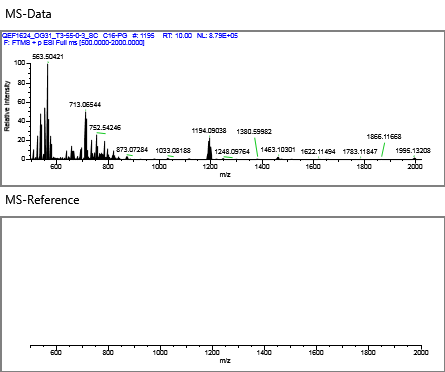 MS-Data
QEF1624_OG31_T3-55-0-3_SC C16-PG #: 1195 RT: 10.00 NL: 8.79E+05
F: FTMS + p ESI Full ms [500.0000-2000.0000]
563.50421
100
80
60
40
20
0
Relative Intensity
713.06544
752.54246
873.07284
1033.08188
1194.09038
1248.09764
1380.59982
1463.10301
1622.11494
1783.11847
1866.11668
1995.13208
600 800 1000 1200 1400 1600 1800 2000
m/z
MS-Reference
600 800 1000 1200 1400 1600 1800 2000
m/z